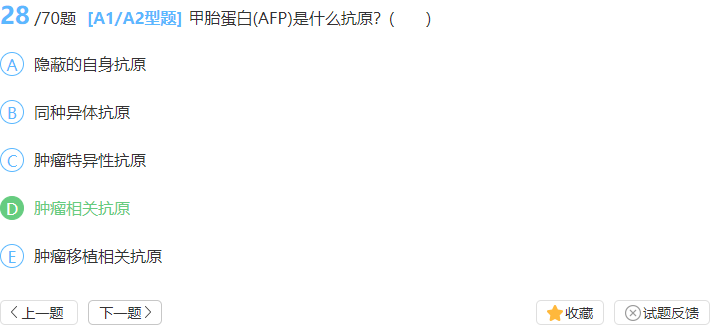 28/70题 [A1/A2型题] 甲胎蛋白(AFP)是什么抗原？(　　)
A 隐蔽的自身抗原
B 同种异体抗原
C 肿瘤特异性抗原
D 肿瘤相关抗原
E 肿瘤移植相关抗原
上一题 下一题 收藏 试题反馈